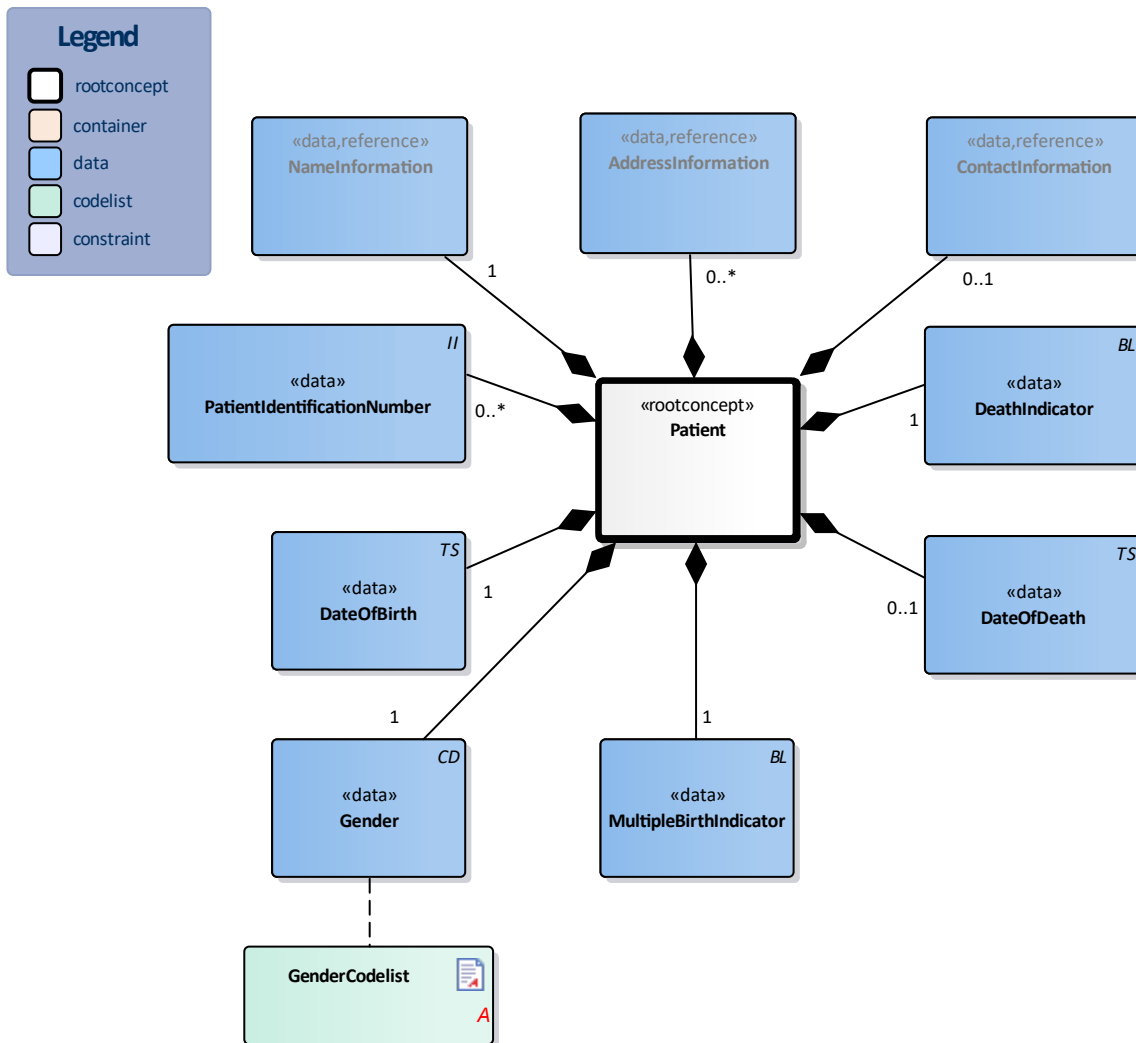 Legend
rootconcept
container
data
codelist
constraint
«data,reference»
NameInformation
«data,reference»
AddressInformation
«data,reference»
ContactInformation
1
0..*
0..1
II
«data»
PatientIdentificationNumber
0..*
«rootconcept»
Patient
BL
«data»
DeathIndicator
1
TS
«data»
DateOfBirth
1
TS
«data»
DateOfDeath
0..1
1
1
CD
«data»
Gender
BL
«data»
MultipleBirthIndicator
GenderCodelist
A